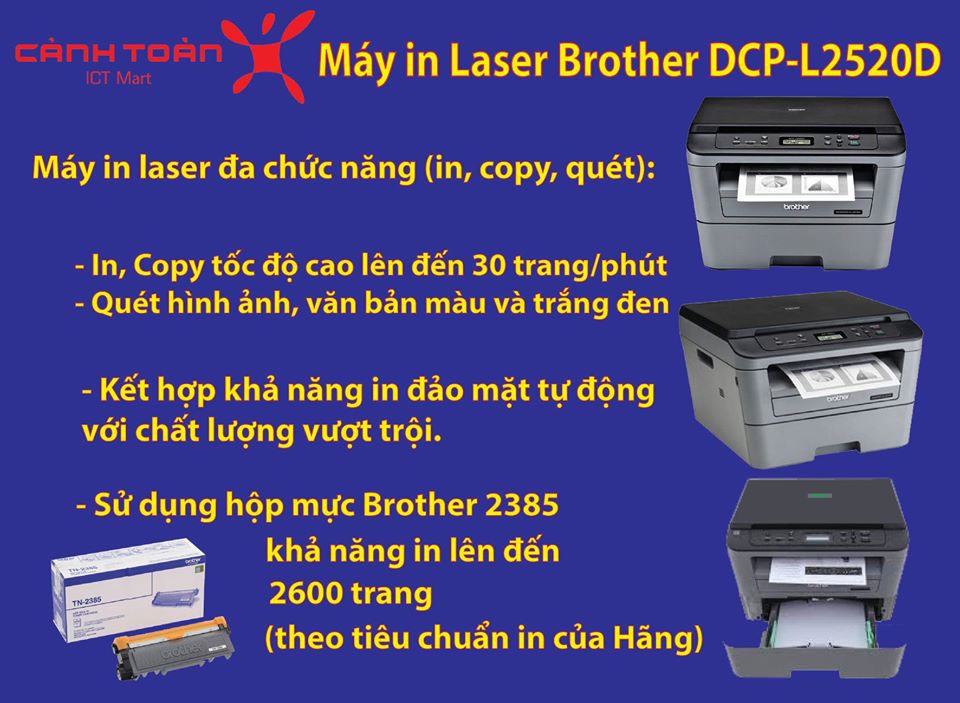 CẢNH TOÀN
ICT Mart
Máy in Laser Brother DCP-L2520D
Máy in laser đa chức năng (in, copy, quét):
- In, Copy tốc độ cao lên đến 30 trang/phút
- Quét hình ảnh, văn bản màu và trắng đen
- Kết hợp khả năng in đảo mặt tự động
với chất lượng vượt trội.
- Sử dụng hộp mực Brother 2385
khả năng in lên đến
2600 trang
(theo tiêu chuẩn in của Hãng)
brother
brother
TN-2385
TN-2385
brother
brother